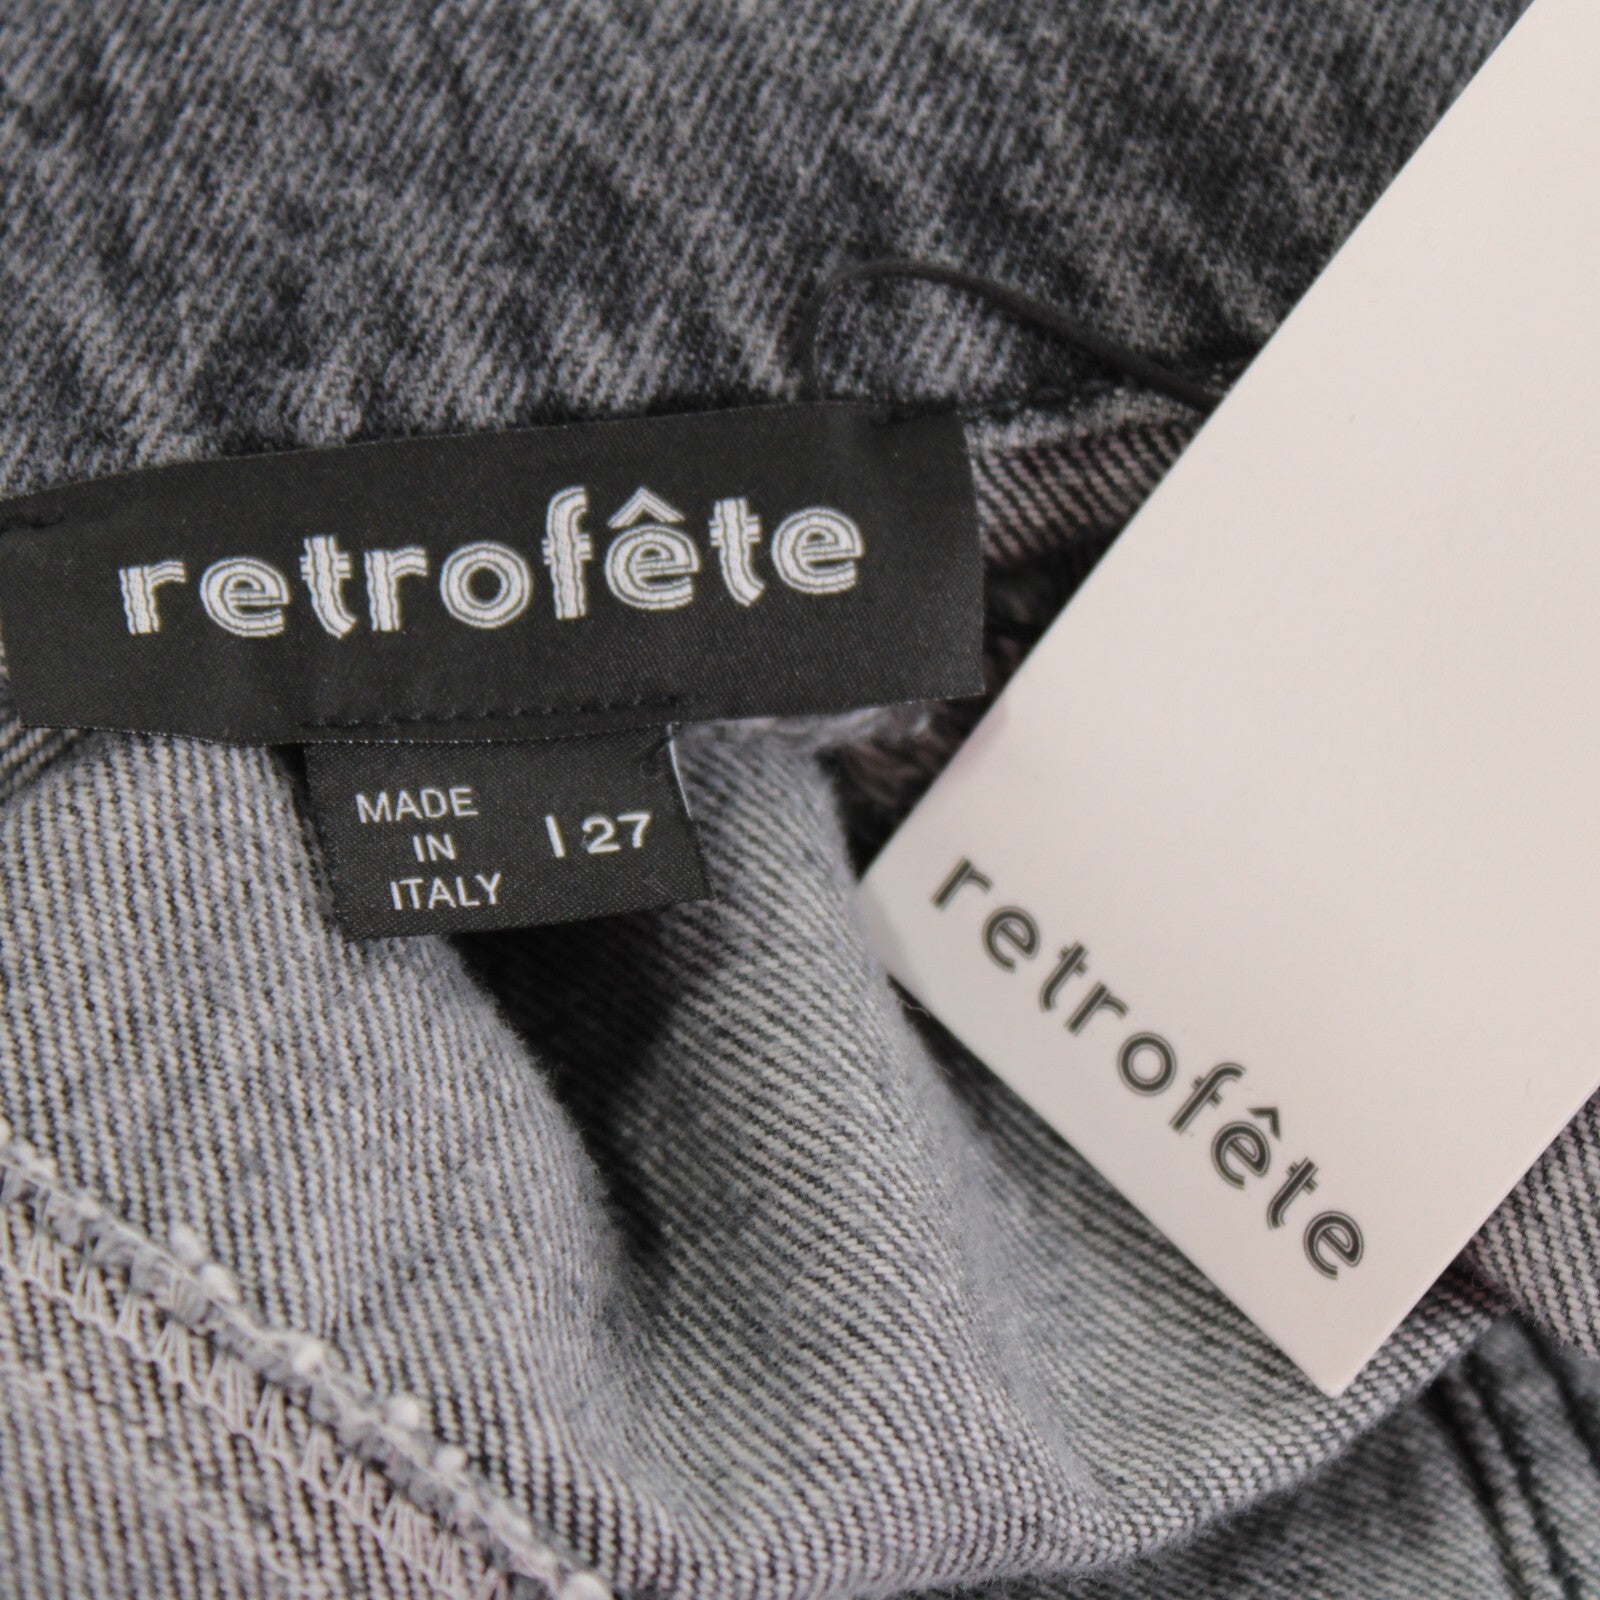 retrofête
MADE
IN
ITALY
| 27
retrofête